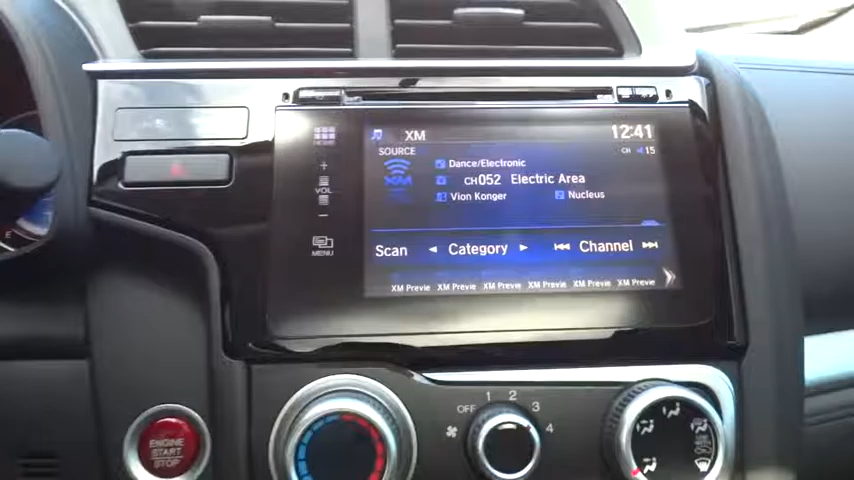 HOME
XM
12:41
SOURCE
CH 15
Dance/Electronic
XM
CH052 Electric Area
VOL
Vion Konger
Nucleus
MENU
Scan
Category
Channel
XM Previe XM Previe XM Previe XM Previe XM Previe XM Previe
OFF 1 2 3 4
ENGINE
START
STOP